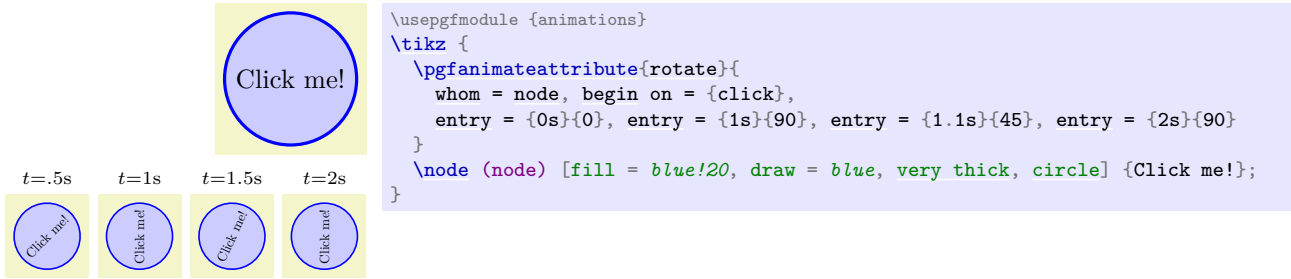 Click me!
t=.5s t=1s t=1.5s t=2s
Click me! Click me! Click me! Click me!
\usepgfmodule {animations}
\tikz {
  \pgfanimateattribute{rotate}{
    whom = node, begin on = {click},
    entry = {0s}{0}, entry = {1s}{90}, entry = {1.1s}{45}, entry = {2s}{90}
  }
  \node (node) [fill = blue!20, draw = blue, very thick, circle] {Click me!};
}